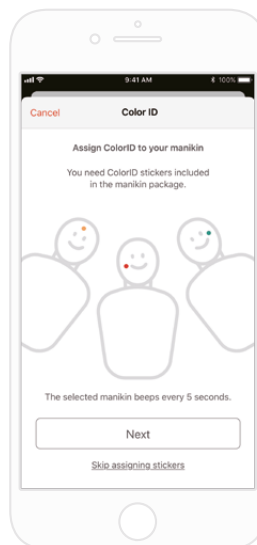 9:41 AM 100%
Cancel Color ID
Assign ColorID to your manikin
You need ColorID stickers included
in the manikin package.
The selected manikin beeps every 5 seconds.
Next
Skip assigning stickers